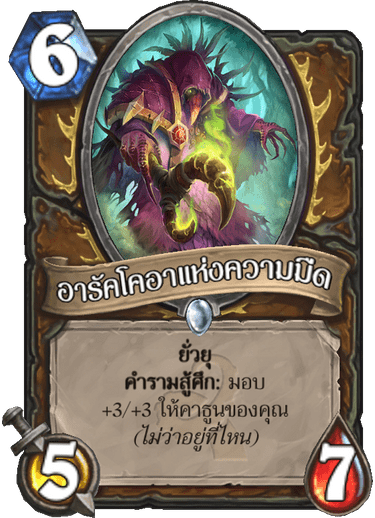 6
อารัคโคอาแห่งความมืด
ยั่วยุ
คำรามสู้ศึก: มอบ
+3/+3 ให้คาธูนของคุณ
(ไม่ว่าอยู่ที่ไหน)
5
7